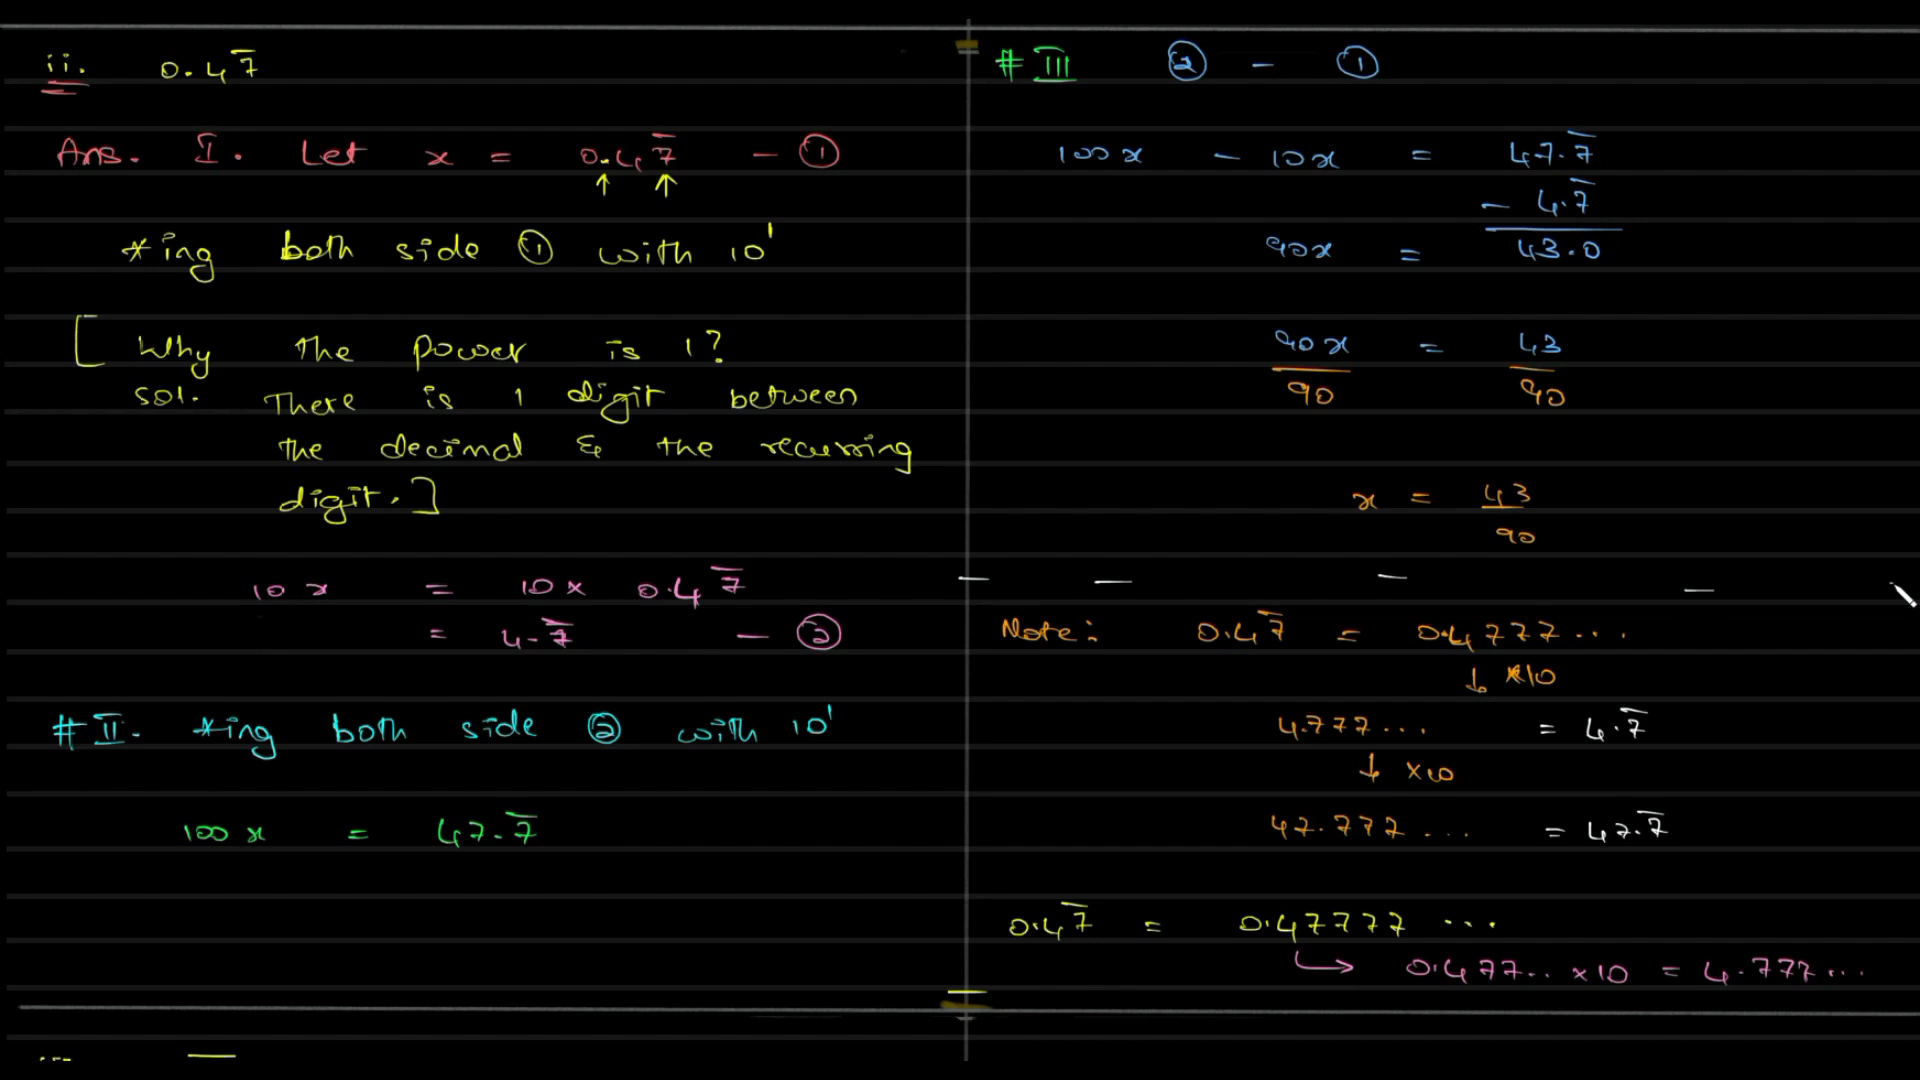 ii. 0.47̅
Ans. I. Let x = 0.47̅ - ①
↑ ↑
*ing both side ① with 10¹
[ Why the power is 1?
Sol. There is 1 digit between
the decimal & the recurring
digit. ]
10x = 10 x 0.47̅
= 4.7̅ - ②
# II. *ing both side ② with 10¹
100x = 47.7̅
... —
# III ② - ①
100x - 10x = 47.7̅
- 4.7̅
90x = 43.0
90x/90 = 43/90
x = 43/90
Note: 0.47̅ = 0.4777...
↓ x10
4.777... = 4.7̅
↓ x10
47.777... = 47.7̅
0.47̅ = 0.47777 ...
↳ 0.477.. x10 = 4.777...